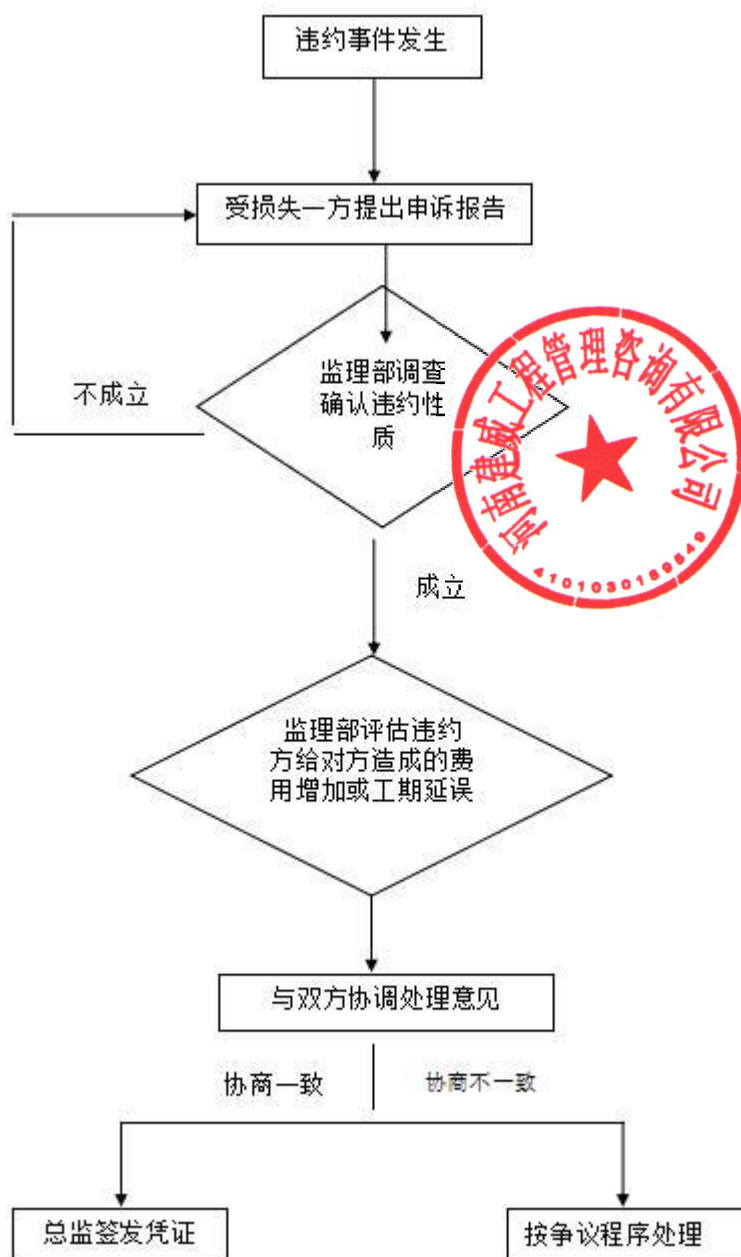 违约事件发生
受损失一方提出申诉报告
监理部调查
确认违约性
质
不成立
河南建威工程管理咨询有限公司
4101030189549
成立
监理部评估违约
方给对方造成的费
用增加或工期延误
与双方协调处理意见
协商一致
协商不一致
总监签发凭证
按争议程序处理